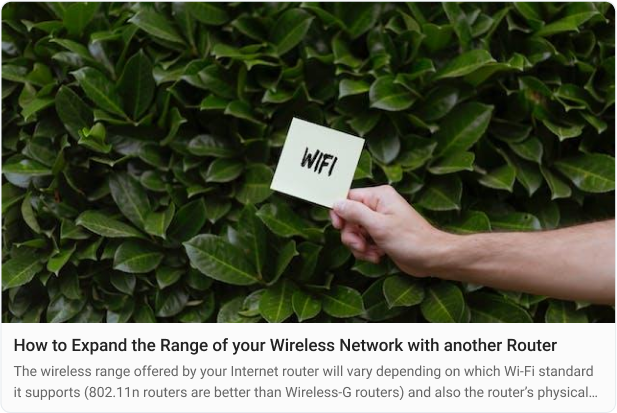 WIFI
How to Expand the Range of your Wireless Network with another Router
The wireless range offered by your Internet router will vary depending on which Wi-Fi standard
it supports (802.11n routers are better than Wireless-G routers) and also the router's physical...